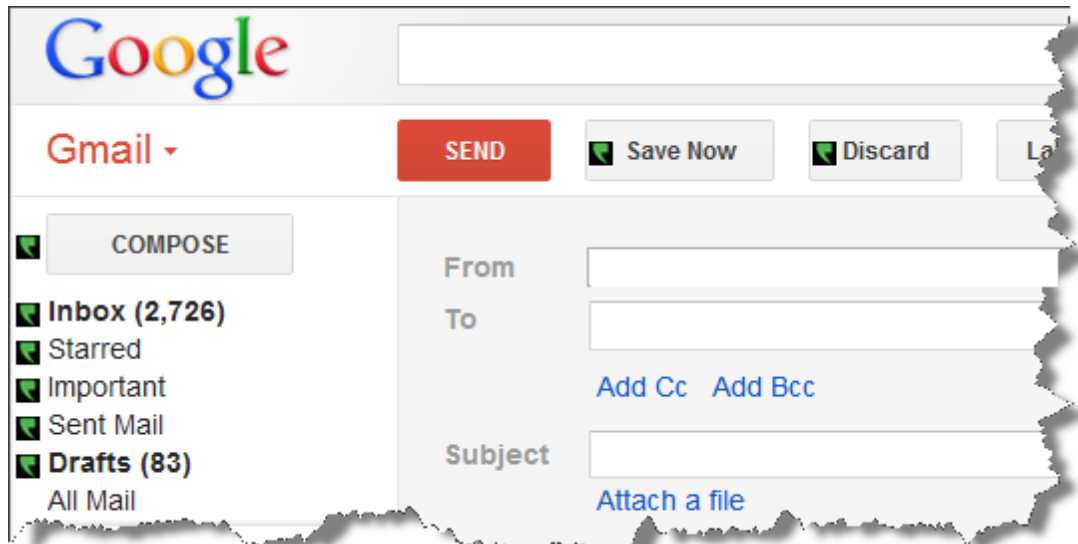 Google
Gmail
SEND Save Now Discard La
COMPOSE
From
Inbox (2,726)
To
Starred
Important
Add Cc Add Bcc
Sent Mail
Subject
Drafts (83)
All Mail
Attach a file